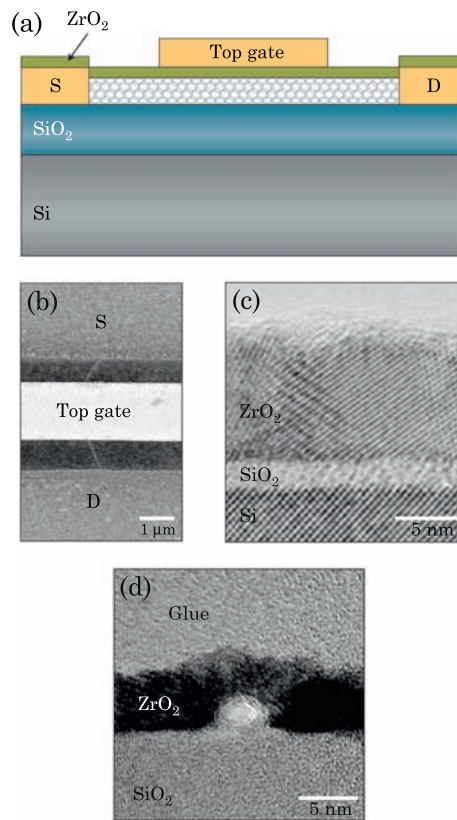 (a)
ZrO₂
Top gate
S
D
SiO₂
Si
(b)
S
Top gate
D
1 μm
(c)
ZrO₂
SiO₂
Si
5 nm
(d)
Glue
ZrO₂
SiO₂
5 nm